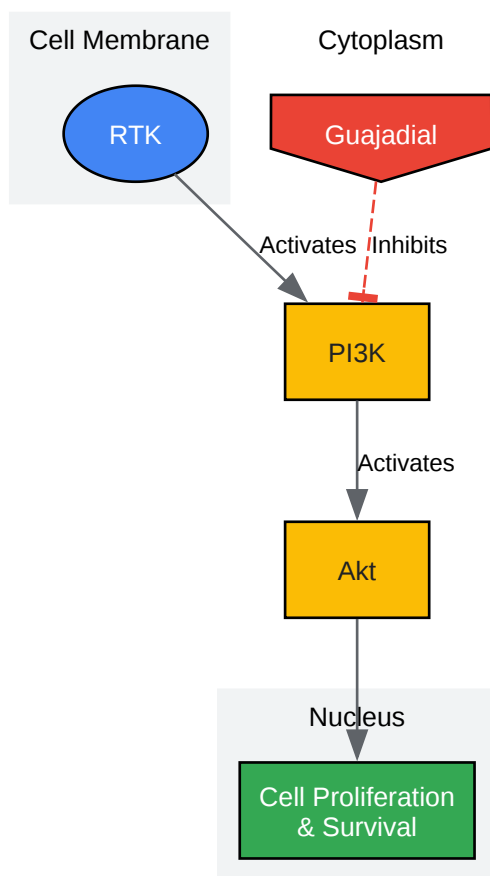 Cell Membrane
Cytoplasm
RTK
Guajadial
Activates
Inhibits
PI3K
Activates
Akt
Nucleus
Cell Proliferation
& Survival